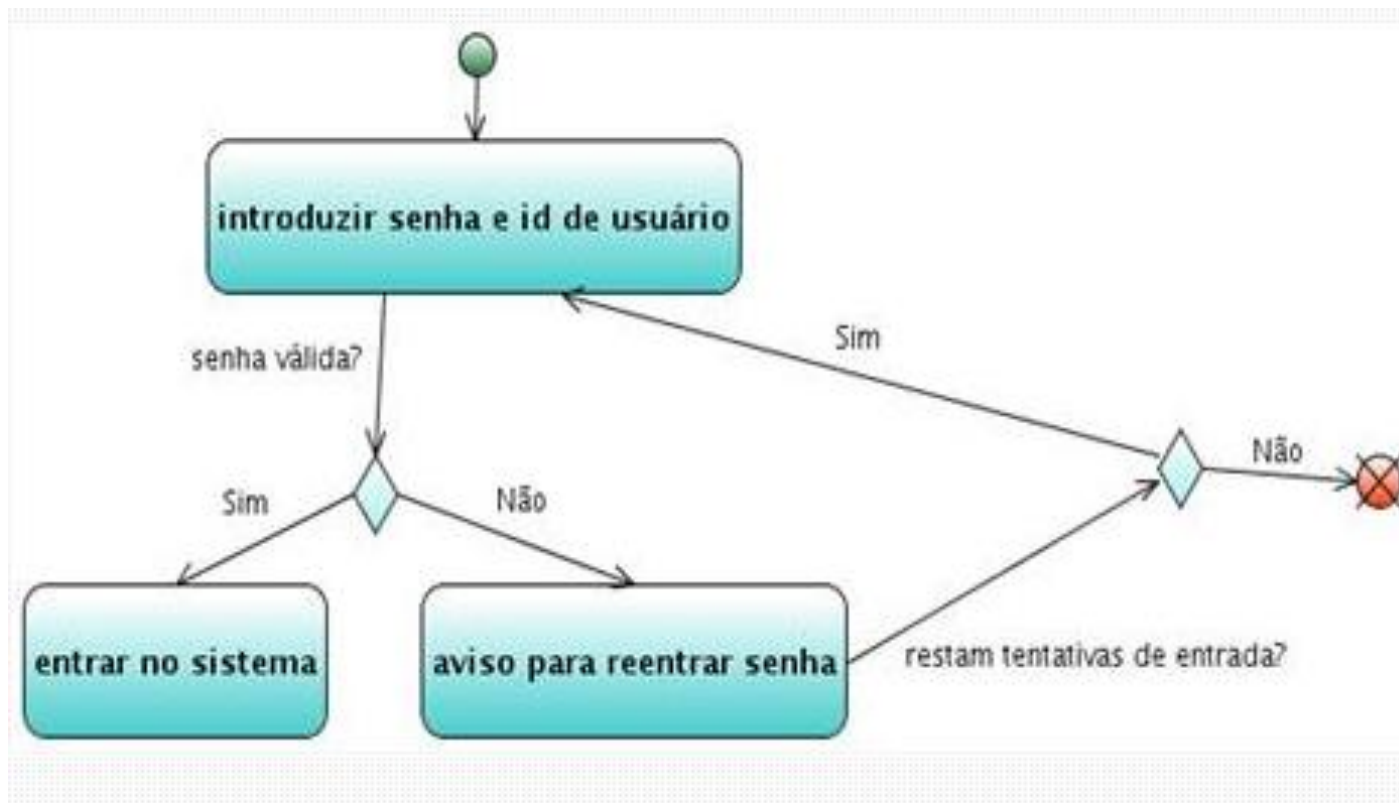 introduzir senha e id de usuário
senha válida?
Sim
Sim
Não
Não
entrar no sistema
aviso para reentrar senha
restam tentativas de entrada?